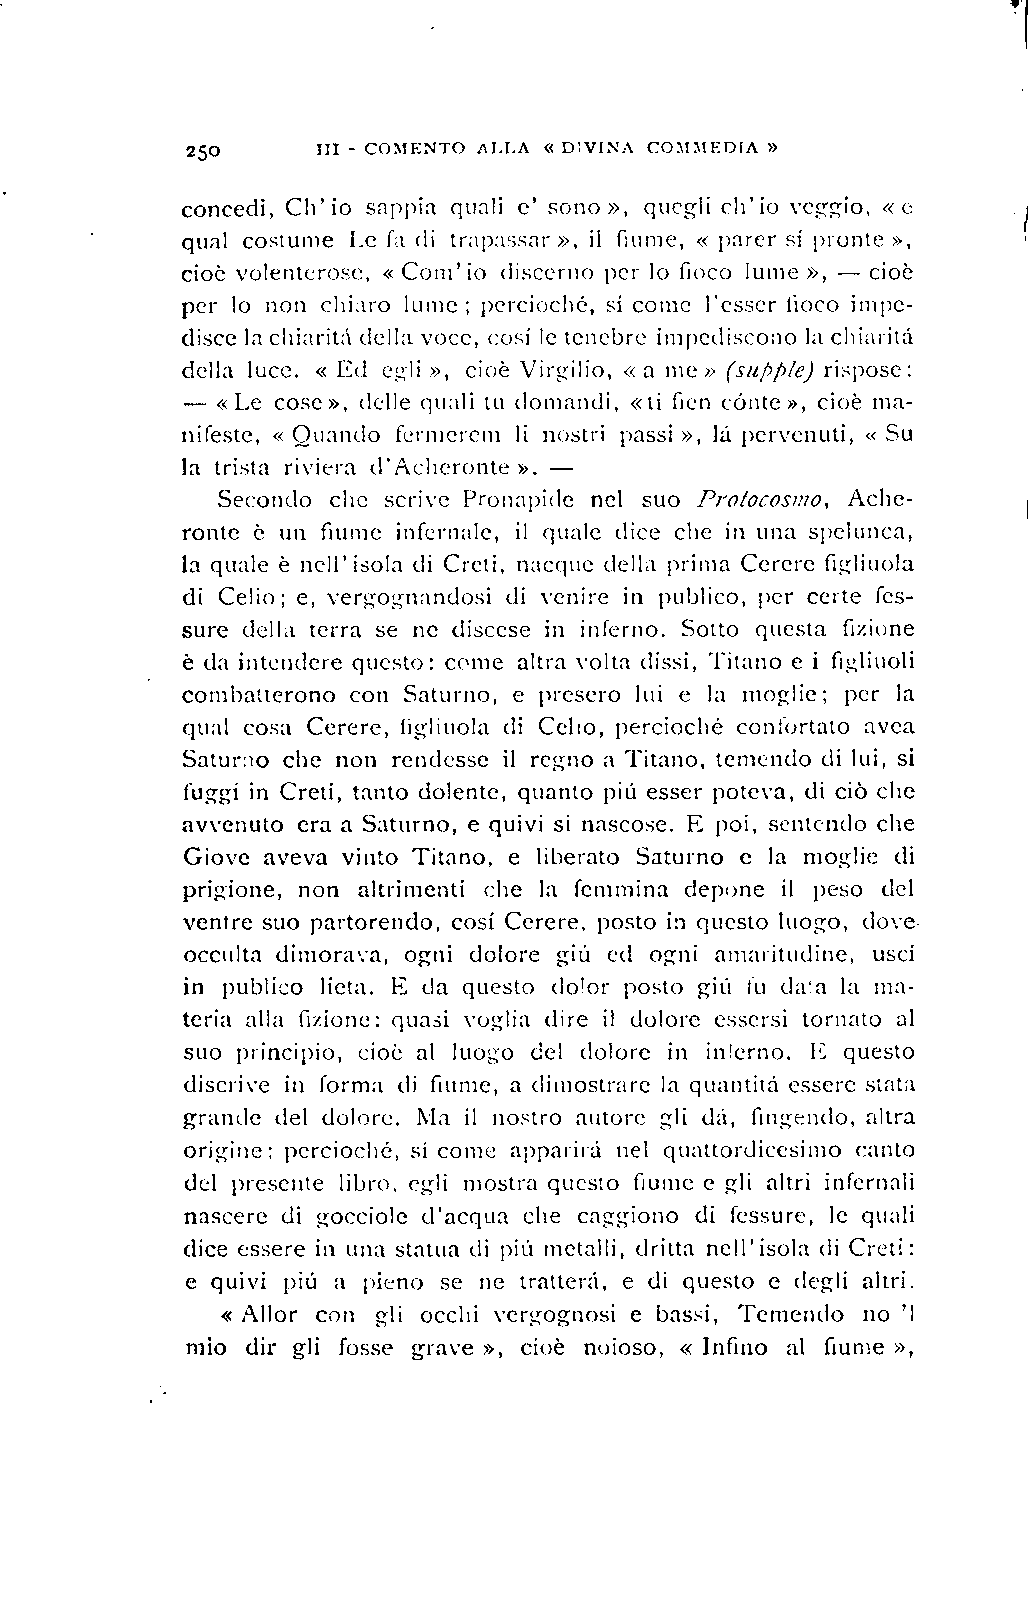 250 III - COMENTO ALLA « DIVINA COMMEDIA »
concedi, Ch' io sappia quali e' sono », quegli ch' io veggio, « e
qual costume Le fa di trapassar », il fiume, « parer sí pronte »,
cioè volenterose, « Com' io discerno per lo fioco lume », — cioè
per lo non chiaro lume ; percioché, sí come l'esser fioco impe-
disce la chiaritá della voce, cosí le tenebre impediscono la chiaritá
della luce. « Ed egli », cioè Virgilio, « a me » (supple) rispose :
— « Le cose », delle quali tu domandi, « ti fien cónte », cioè ma-
nifeste, « Quando fermerem li nostri passi », lá pervenuti, « Su
la trista riviera d'Acheronte ». —
Secondo che scrive Pronapide nel suo Protocosmo, Ache-
ronte è un fiume infernale, il quale dice che in una spelunca,
la quale è nell' isola di Creti, nacque della prima Cerere figliuola
di Celio ; e, vergognandosi di venire in publico, per certe fes-
sure della terra se ne discese in inferno. Sotto questa fizione
è da intendere questo : come altra volta dissi, Titano e i figliuoli
combatterono con Saturno, e presero lui e la moglie ; per la
qual cosa Cerere, figliuola di Celio, percioché confortato avea
Saturno che non rendesse il regno a Titano, temendo di lui, si
fuggí in Creti, tanto dolente, quanto piú esser poteva, di ciò che
avvenuto era a Saturno, e quivi si nascose. E poi, sentendo che
Giove aveva vinto Titano, e liberato Saturno e la moglie di
prigione, non altrimenti che la femmina depone il peso del
ventre suo partorendo, cosí Cerere, posto in questo luogo, dove
occulta dimorava, ogni dolore giú ed ogni amaritudine, uscí
in publico lieta. E da questo dolor posto giú fu data la ma-
teria alla fizione : quasi voglia dire il dolore essersi tornato al
suo principio, cioè al luogo del dolore in inferno. E questo
discrive in forma di fiume, a dimostrare la quantitá essere stata
grande del dolore. Ma il nostro autore gli dá, fingendo, altra
origine ; percioché, sí come apparirá nel quattordicesimo canto
del presente libro, egli mostra questo fiume e gli altri infernali
nascere di gocciole d'acqua che caggiono di fessure, le quali
dice essere in una statua di piú metalli, dritta nell' isola di Creti :
e quivi piú a pieno se ne tratterá, e di questo e degli altri.
« Allor con gli occhi vergognosi e bassi, Temendo no 'l
mio dir gli fosse grave », cioè noioso, « Infino al fiume »,